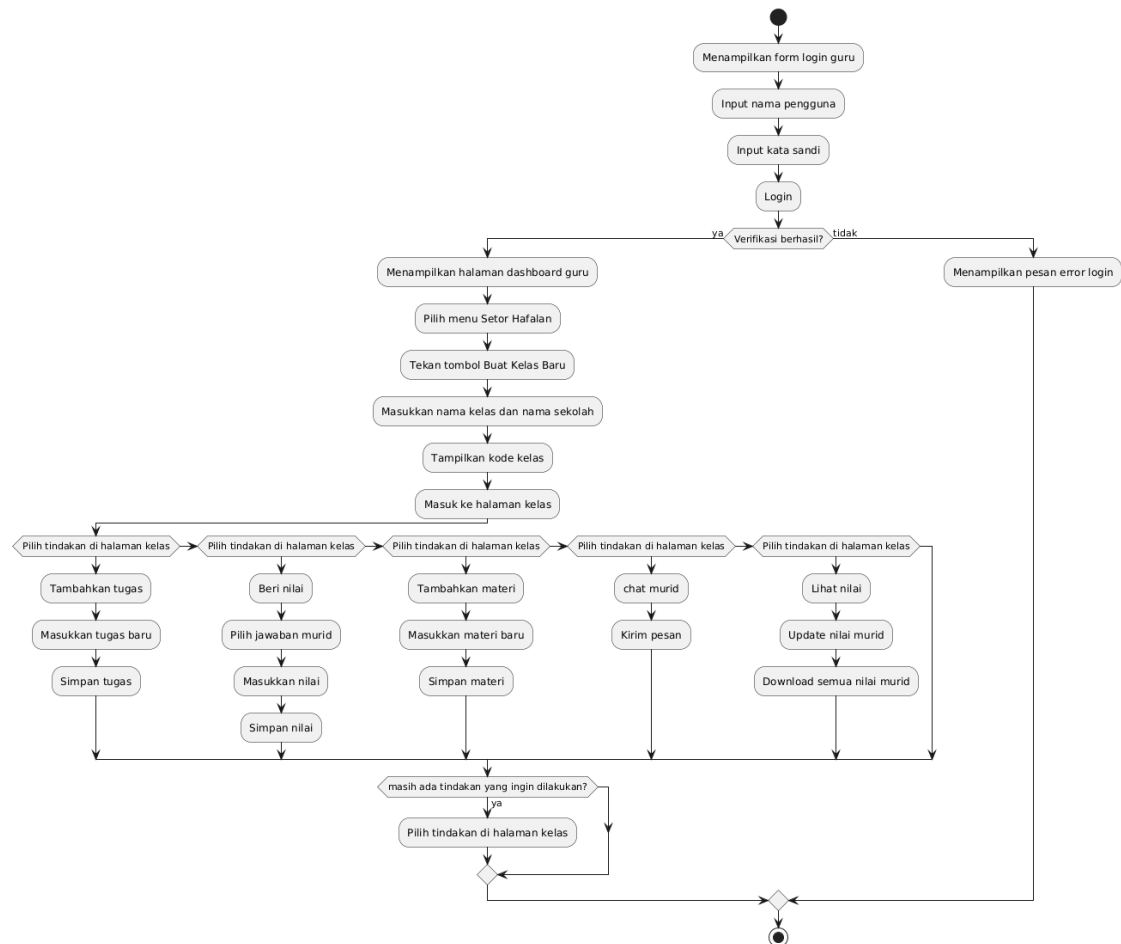 Menampilkan form login guru
Input nama pengguna
Input kata sandi
Login
ya
Verifikasi berhasil?
tidak
Menampilkan halaman dashboard guru
Menampilkan pesan error login
Pilih menu Setor Hafalan
Tekan tombol Buat Kelas Baru
Masukkan nama kelas dan nama sekolah
Tampilkan kode kelas
Masuk ke halaman kelas
Pilih tindakan di halaman kelas
Pilih tindakan di halaman kelas
Pilih tindakan di halaman kelas
Pilih tindakan di halaman kelas
Pilih tindakan di halaman kelas
Tambahkan tugas
Beri nilai
Tambahkan materi
chat murid
Lihat nilai
Masukkan tugas baru
Pilih jawaban murid
Masukkan materi baru
Kirim pesan
Update nilai murid
Simpan tugas
Masukkan nilai
Simpan materi
Download semua nilai murid
Simpan nilai
masih ada tindakan yang ingin dilakukan?
ya
Pilih tindakan di halaman kelas